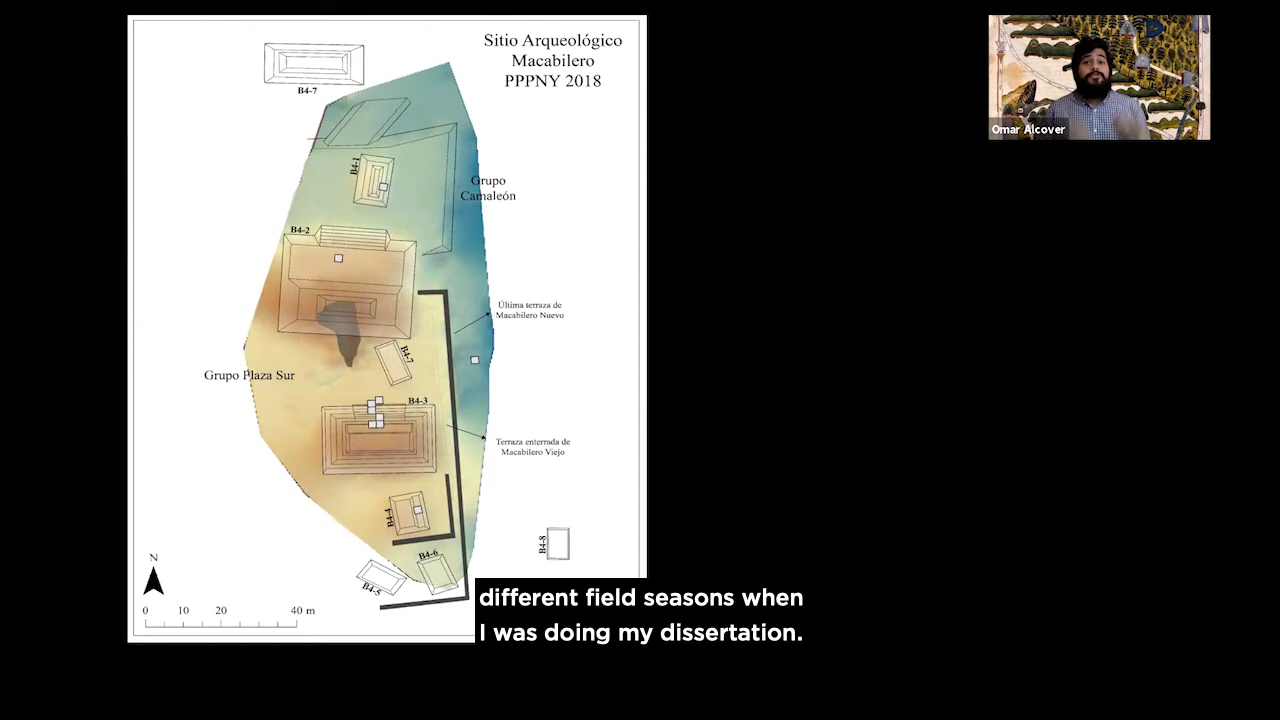 Sitio Arqueológico
Macabilero
PPPNY 2018
B4-7
Omar Alcover
B4-1
Grupo
Camaleón
B4-2
Última terraza de
Macabilero Nuevo
B4-7
Grupo Plaza Sur
B4-3
Terraza enterrada de
Macabilero Viejo
B4-4
B4-8
B4-6
B4-5
N
0 10 20 40 m
different field seasons when
I was doing my dissertation.